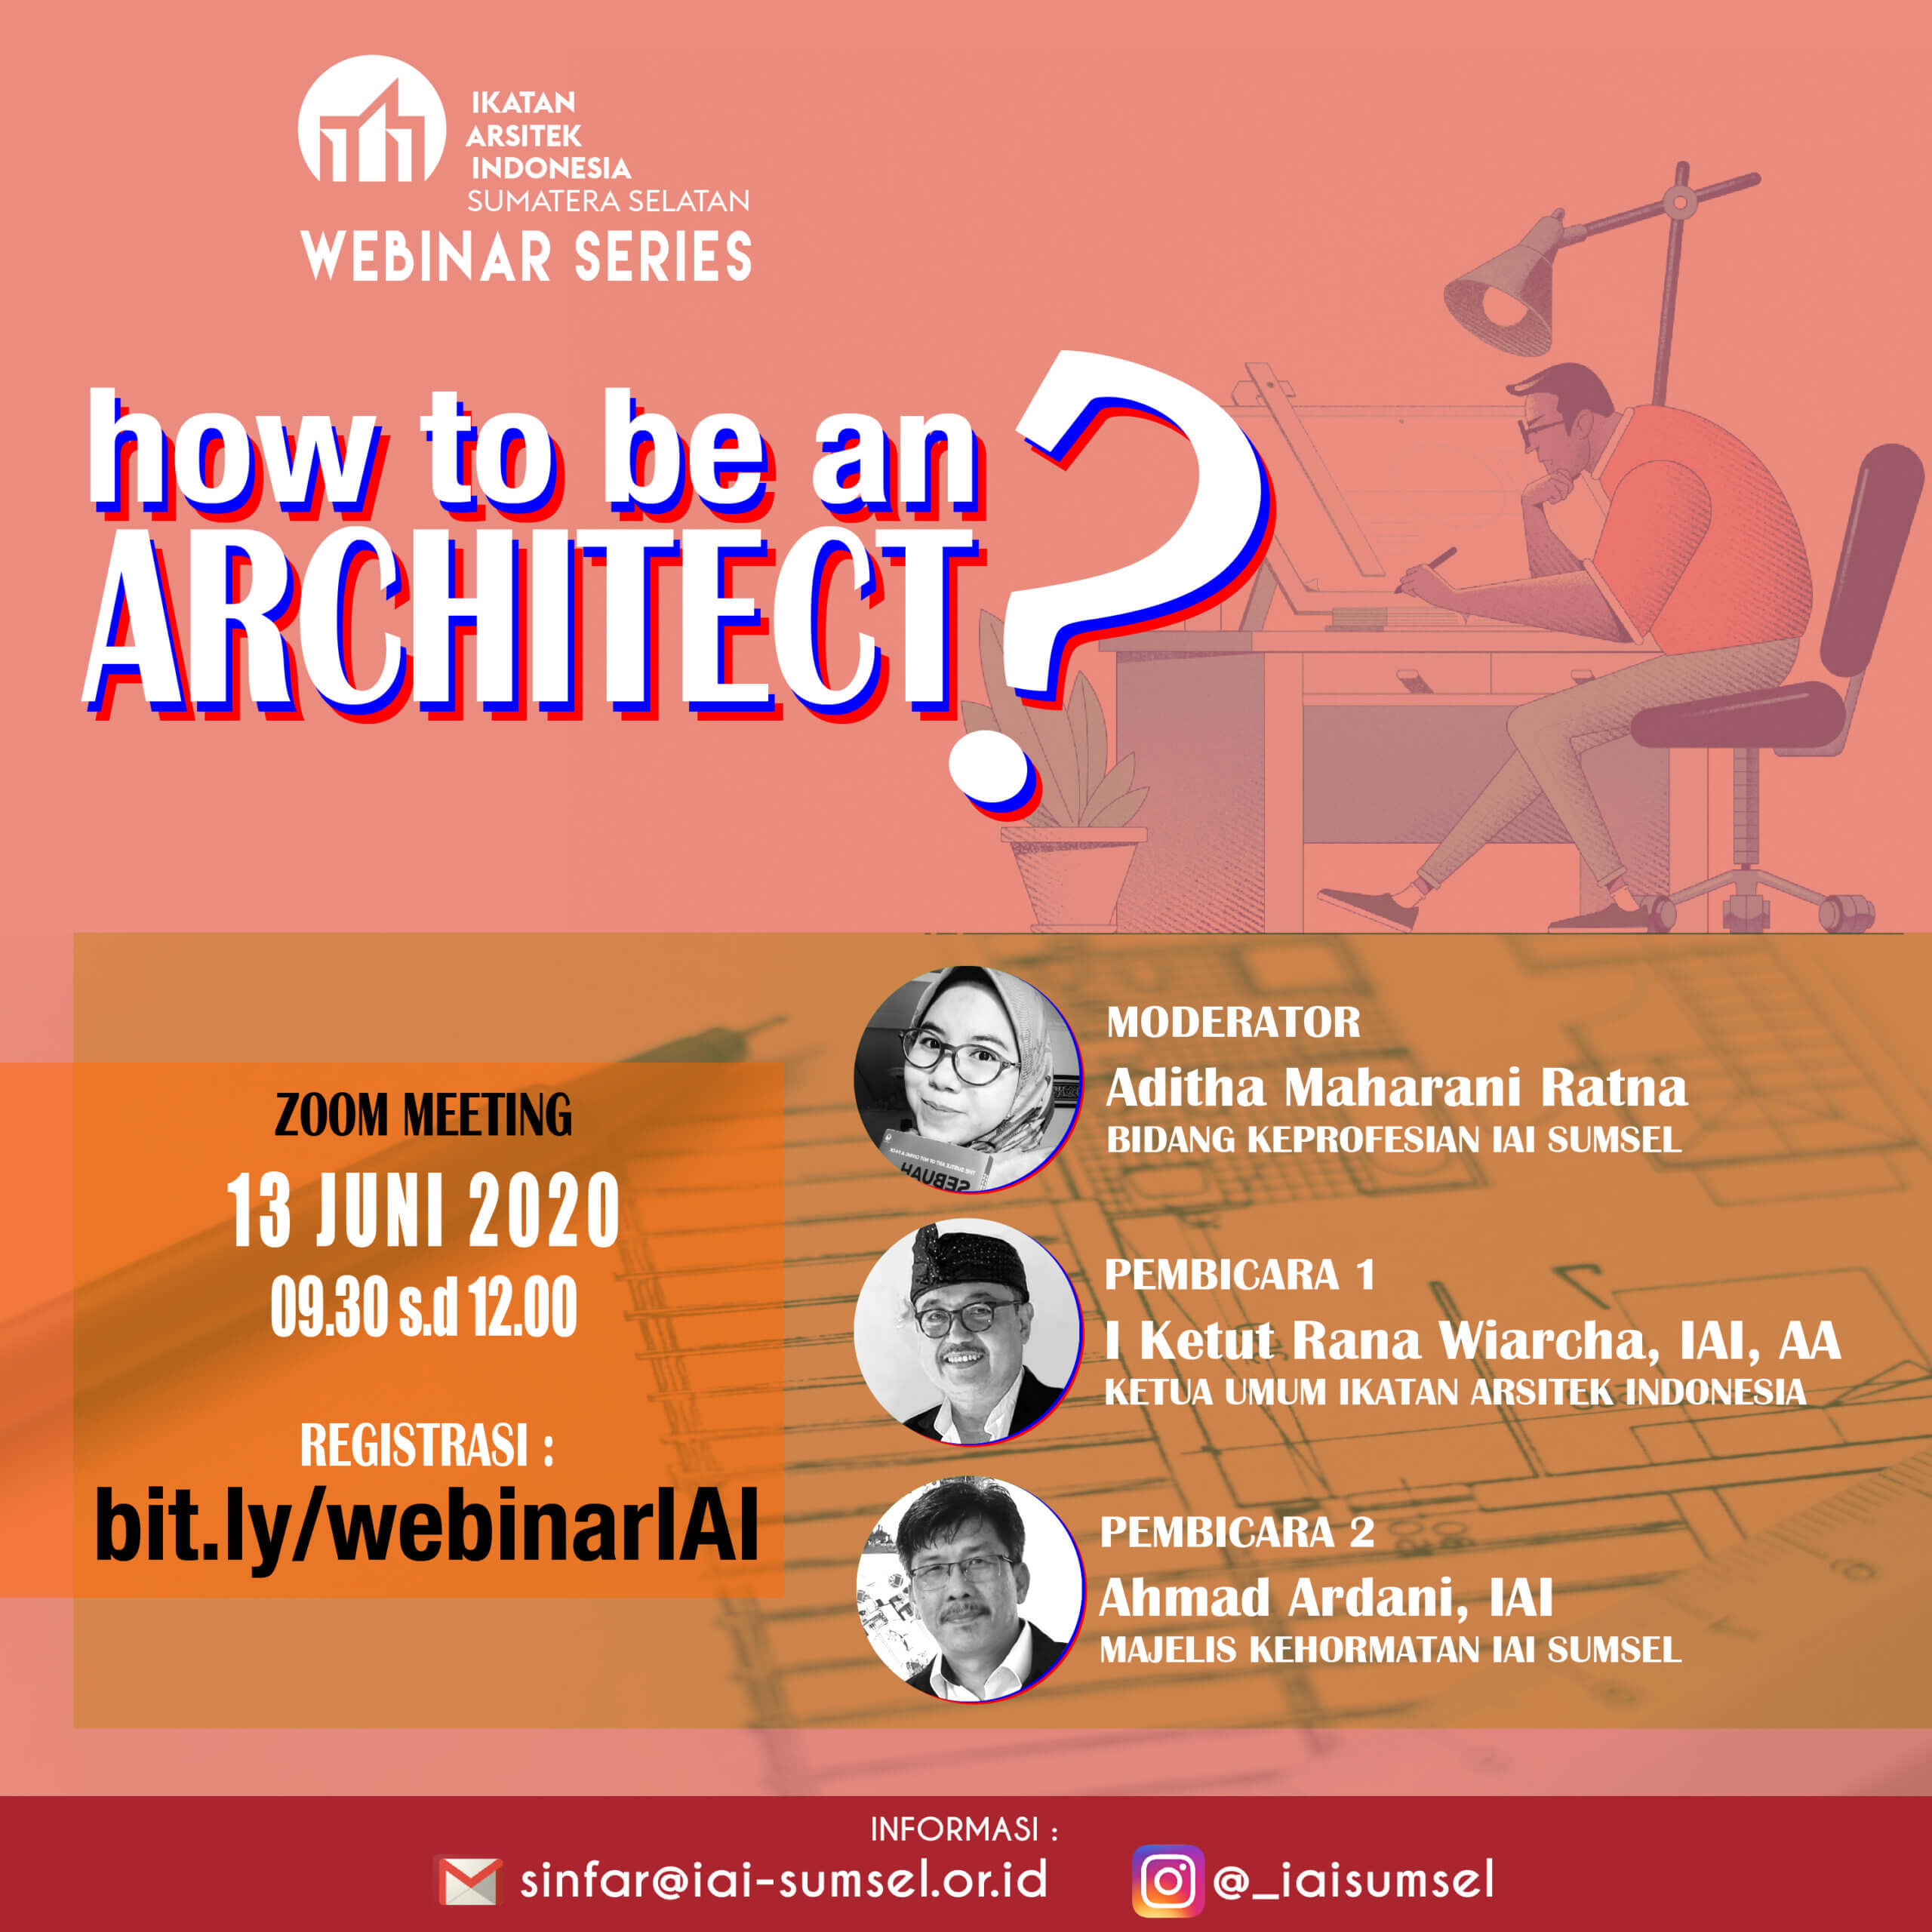 IKATAN
ARSITEK
INDONESIA
SUMATERA SELATAN
WEBINAR SERIES
how to be an
ARCHITECT?
ZOOM MEETING
13 JUNI 2020
09.30 s.d 12.00
REGISTRASI :
bit.ly/webinarIAI
MODERATOR
Aditha Maharani Ratna
BIDANG KEPROFESIAN IAI SUMSEL
SEBUAH
PEMBICARA 1
I Ketut Rana Wiarcha, IAI, AA
KETUA UMUM IKATAN ARSITEK INDONESIA
PEMBICARA 2
Ahmad Ardani, IAI
MAJELIS KEHORMATAN IAI SUMSEL
INFORMASI :
sinfar@iai-sumsel.or.id
@_iaisumsel